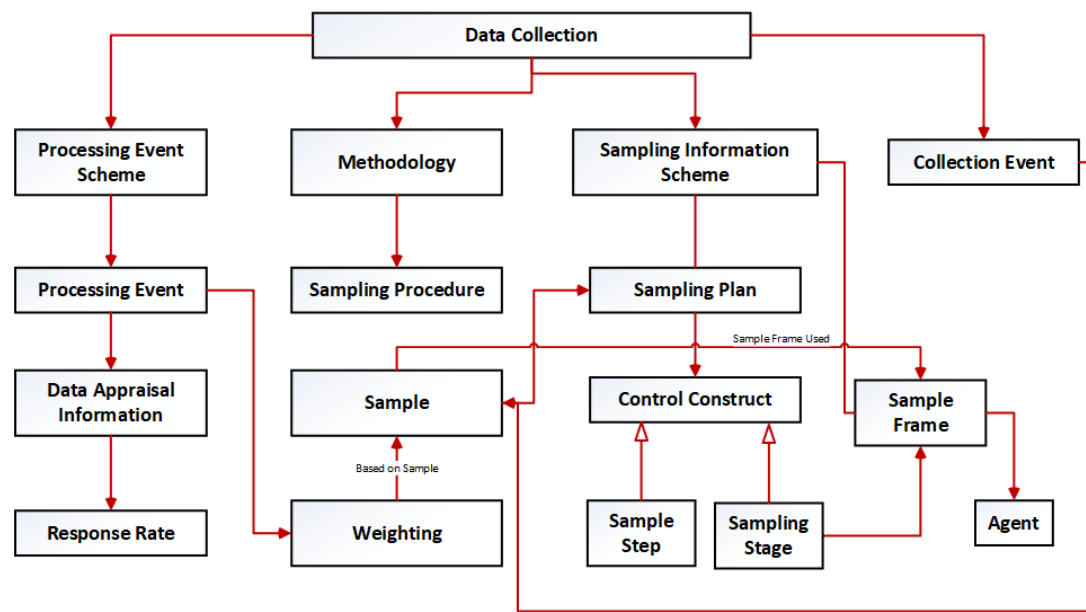 Data Collection
Processing Event
Scheme
Methodology
Sampling Information
Scheme
Collection Event
Processing Event
Sampling Procedure
Sampling Plan
Sample Frame Used
Data Appraisal
Information
Sample
Control Construct
Sample
Frame
Based on Sample
Response Rate
Weighting
Sample
Step
Sampling
Stage
Agent